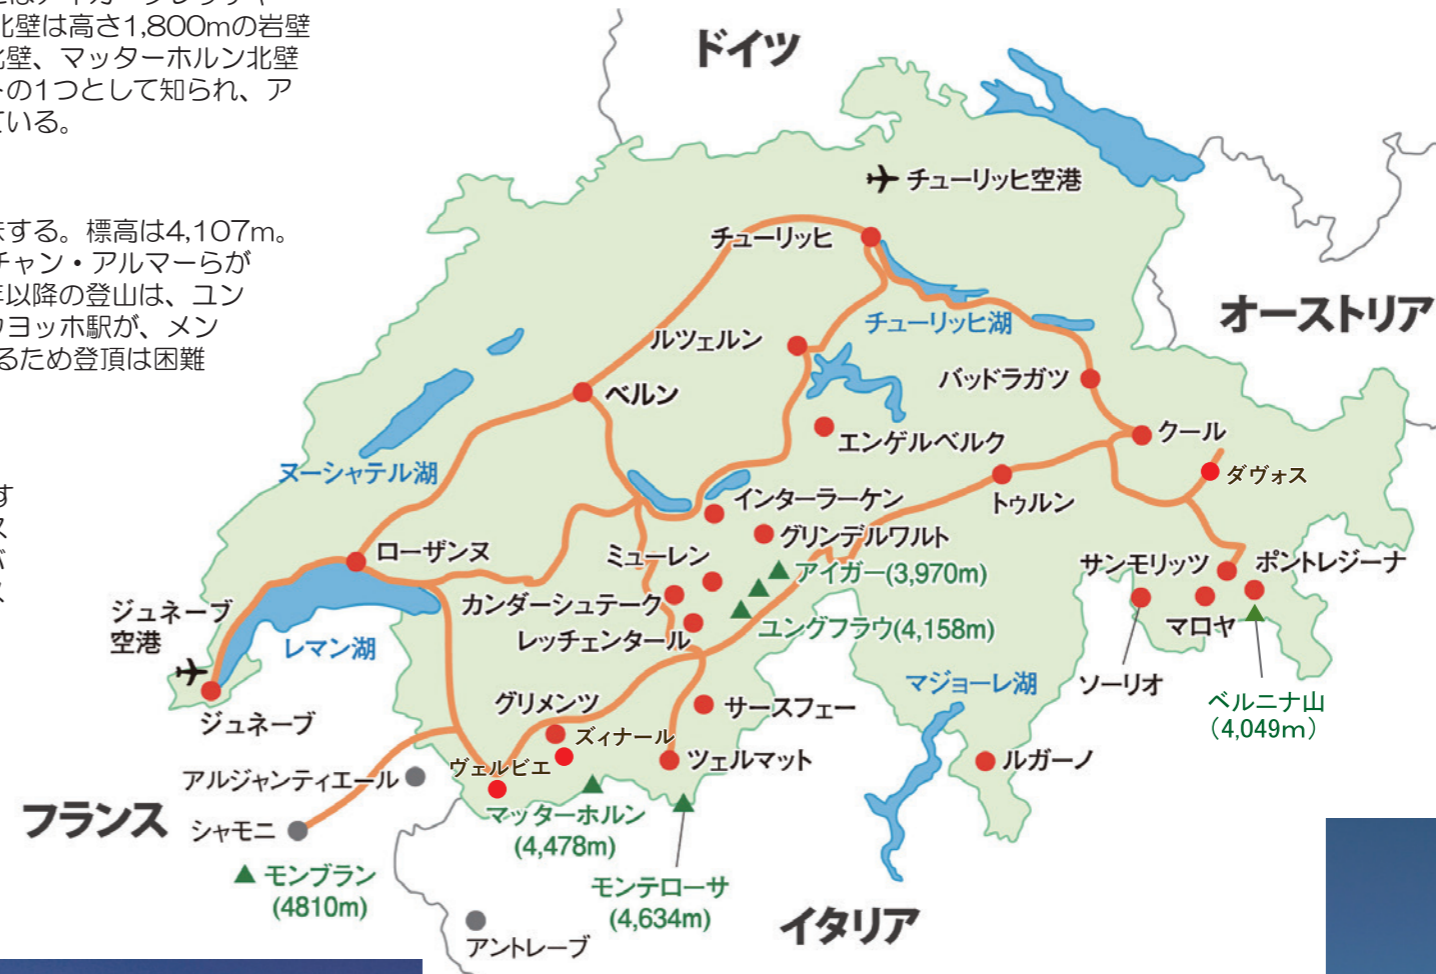 北壁は高さ1,800mの岩壁
北壁、マッターホルン北壁
トの1つとして知られ、ア
ている。
味する。標高は4,107m。
チャン・アルマーらが
年以降の登山は、ユン
ウヨッホ駅が、メン
るため登頂は困難
す
ス
が
ス
ドイツ
チューリッヒ空港
チューリッヒ
オーストリア
チューリッヒ湖
ルツェルン
バッドラガツ
ベルン
エンゲルベルク
クール
ヌーシャテル湖
ダヴォス
インターラーケン
トゥルン
グリンデルワルト
ローザンヌ
ミューレン
アイガー(3,970m)
サンモリッツ
ポントレジーナ
カンダーシュテーク
ジュネーブ
空港
レッチェンタール
ユングフラウ(4,158m)
マロヤ
レマン湖
マジョーレ湖
ソーリオ
グリメンツ
サースフェー
ベルニナ山
(4,049m)
ジュネーブ
ズィナール
ヴェルビエ
ツェルマット
ルガーノ
アルジャンティエール
マッターホルン
(4,478m)
フランス
シャモニ
モンブラン
(4810m)
モンテローサ
(4,634m)
イタリア
アントレーブ